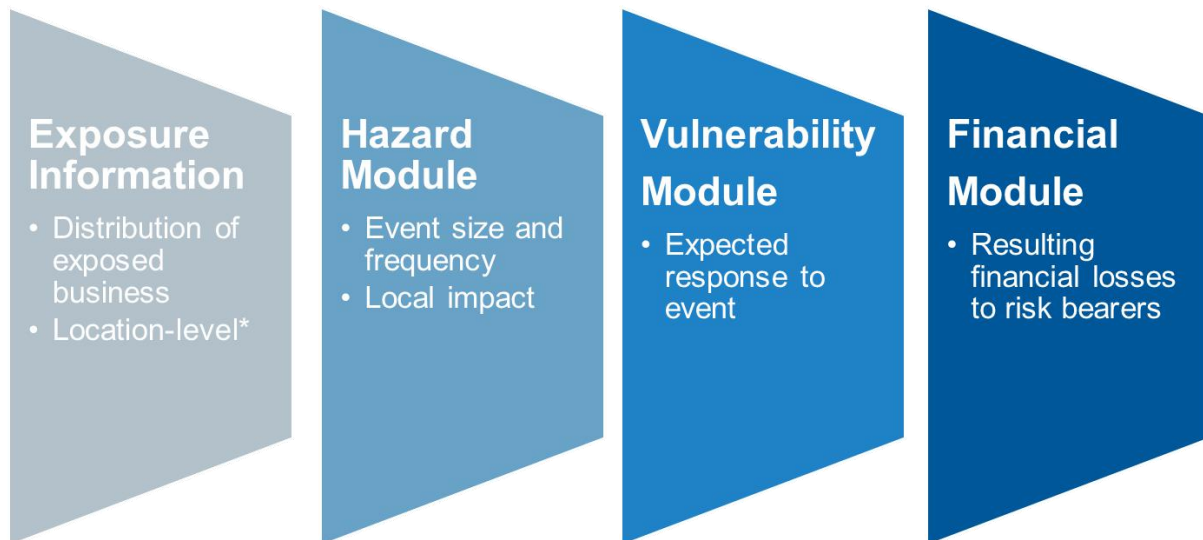 Exposure
Information
• Distribution of
exposed
business
• Location-level*
Hazard
Module
• Event size and
frequency
• Local impact
Vulnerability
Module
• Expected
response to
event
Financial
Module
• Resulting
financial losses
to risk bearers